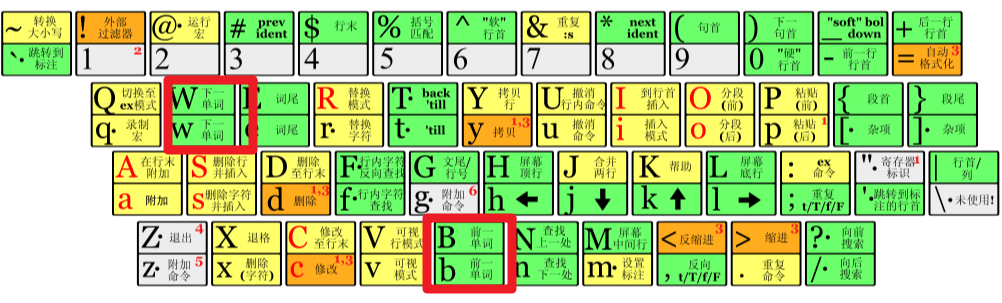 ~ 转换 大小写 ! 外部 过滤器 @· 运行 宏 # prev ident $ 行末 % 括号 匹配 ^ "软" 行首 & 重复 :s * next ident ( 句首 ) 下一 句首 _ "soft" bol down + 后一行 行首
`· 跳转到 标注 1 2 2 3 4 5 6 7 8 9 0 "硬" 行首 - 前一行 行首 = 自动 3 格式化
Q 切换至 ex模式 W 下一 单词 E 词尾 R 替换 模式 T· back 'till Y 拷贝 行 U 撤消 行内命令 I 到行首 插入 O 分段 (前) P 粘贴 (前) { 段首 } 段尾
q· 录制 宏 w 下一 单词 e 词尾 r· 替换 字符 t· 'till y 拷贝 1,3 u 撤消 命令 i 插入 模式 o 分段 (后) p 粘贴 1 (后) [· 杂项 ]· 杂项
A 在行末 附加 S 删除行 并插入 D 删除 至行末 F· 行内字符 反向查找 G 文尾/ 行号 H 屏幕 顶行 J 合并 两行 K 帮助 L 屏幕 底行 : ex 命令 "· 寄存器 1 标识 | 行首/ 列
a 附加 s 删除字符 并插入 d 删除 1,3 f· 行内字符 查找 g· 附加 6 命令 h ← j ↓ k ↑ l → ; 重复 t/T/f/F '· 跳转到标 注的行首 \· 未使用!
Z· 退出 4 X 退格 C 修改 至行末 V 可视 行模式 B 前一 单词 N 查找 上一处 M 屏幕 中间行 < 反缩进 3 > 缩进 3 ?· 向前 搜索
z· 附加 5 命令 x 删除 (字符) c 修改 1,3 v 可视 模式 b 前一 单词 n 查找 下一处 m· 设置 标注 , 反向 t/T/f/F . 重复 命令 /· 向后 搜索